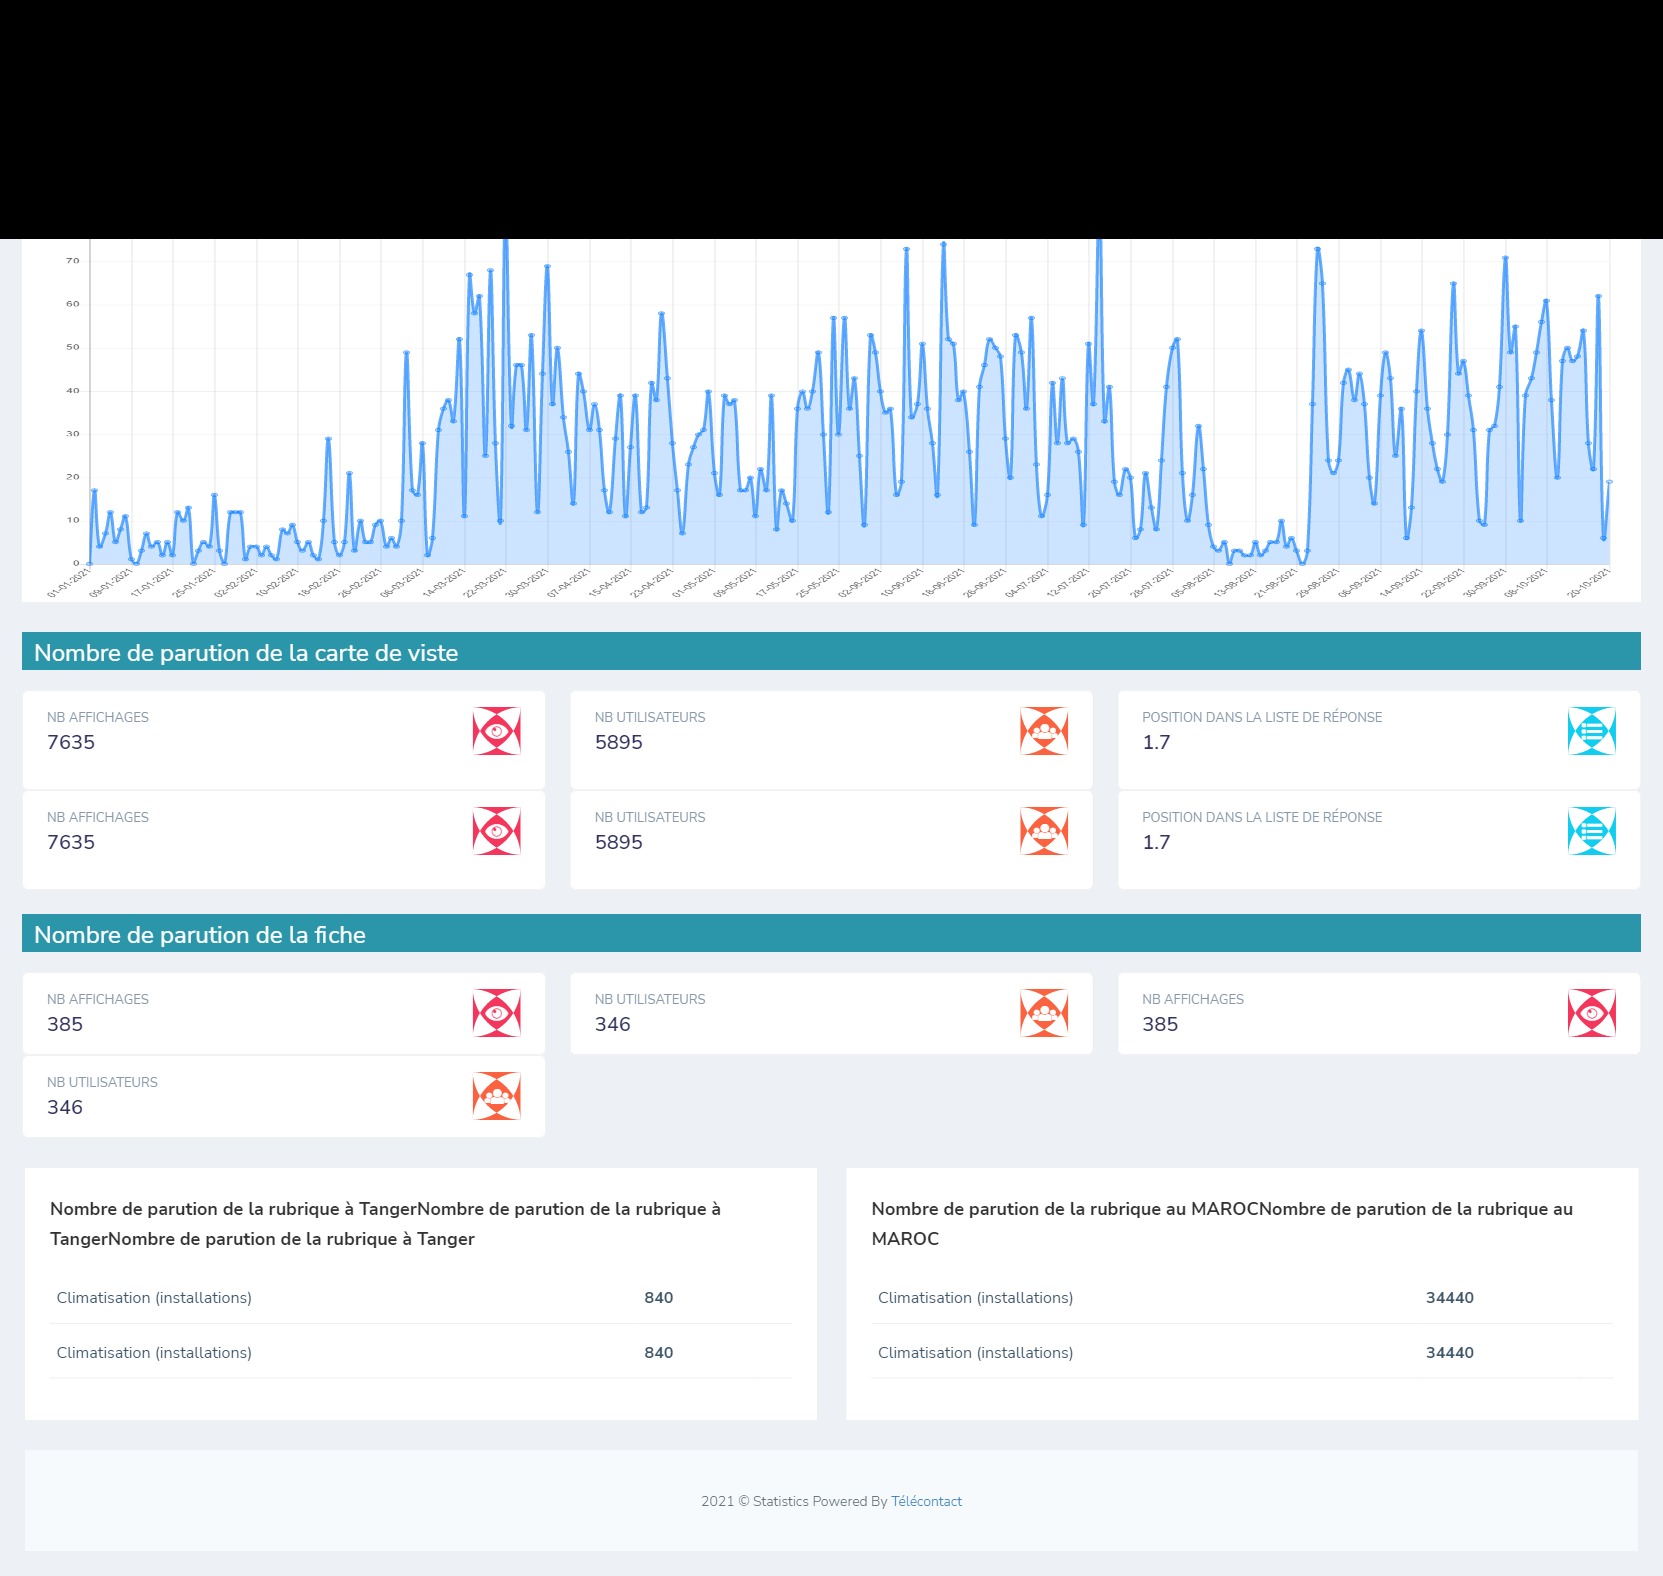 70
60
50
40
30
20
10
0
01-01-2021 09-01-2021 17-01-2021 25-01-2021 02-02-2021 10-02-2021 18-02-2021 26-02-2021 06-03-2021 14-03-2021 22-03-2021 30-03-2021 07-04-2021 15-04-2021 23-04-2021 01-05-2021 09-05-2021 17-05-2021 25-05-2021 02-06-2021 10-06-2021 18-06-2021 26-06-2021 04-07-2021 12-07-2021 20-07-2021 28-07-2021 05-08-2021 13-08-2021 21-08-2021 29-08-2021 06-09-2021 14-09-2021 22-09-2021 30-09-2021 08-10-2021 20-10-2021
Nombre de parution de la carte de viste
NB AFFICHAGES
7635
NB UTILISATEURS
5895
POSITION DANS LA LISTE DE RÉPONSE
1.7
NB AFFICHAGES
7635
NB UTILISATEURS
5895
POSITION DANS LA LISTE DE RÉPONSE
1.7
Nombre de parution de la fiche
NB AFFICHAGES
385
NB UTILISATEURS
346
NB AFFICHAGES
385
NB UTILISATEURS
346
Nombre de parution de la rubrique à TangerNombre de parution de la rubrique à
TangerNombre de parution de la rubrique à Tanger
Climatisation (installations) 840
Climatisation (installations) 840
Nombre de parution de la rubrique au MAROCNombre de parution de la rubrique au
MAROC
Climatisation (installations) 34440
Climatisation (installations) 34440
2021 © Statistics Powered By Télécontact